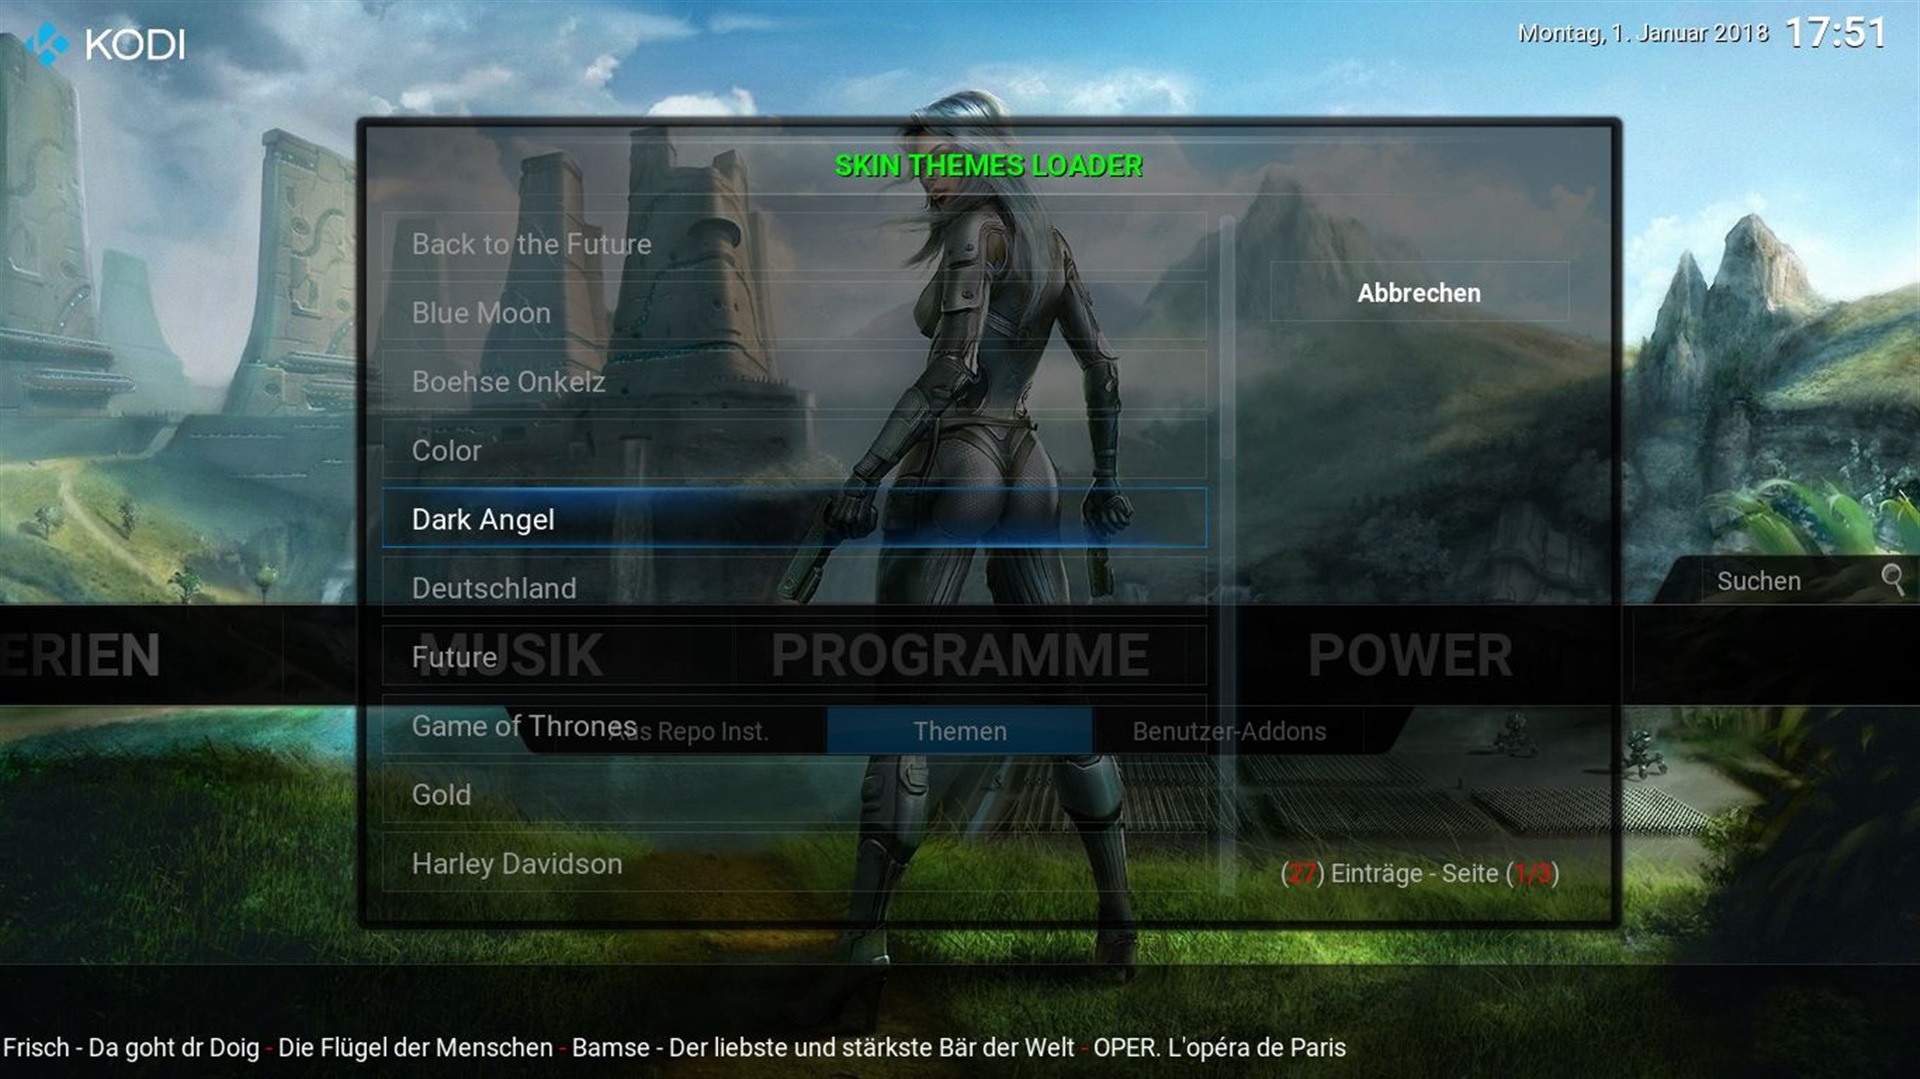 KODI
Montag, 1. Januar 2018 17:51
SKIN THEMES LOADER
Back to the Future
Blue Moon
Boehse Onkelz
Color
Dark Angel
Deutschland
Future
Game of Thrones
Gold
Harley Davidson
Abbrechen
(27) Einträge - Seite (1/3)
Suchen
ERIEN
MUSIK
PROGRAMME
POWER
Aus Repo Inst.
Themen
Benutzer-Addons
Frisch - Da goht dr Doig - Die Flügel der Menschen - Bamse - Der liebste und stärkste Bär der Welt - OPER. L'opéra de Paris